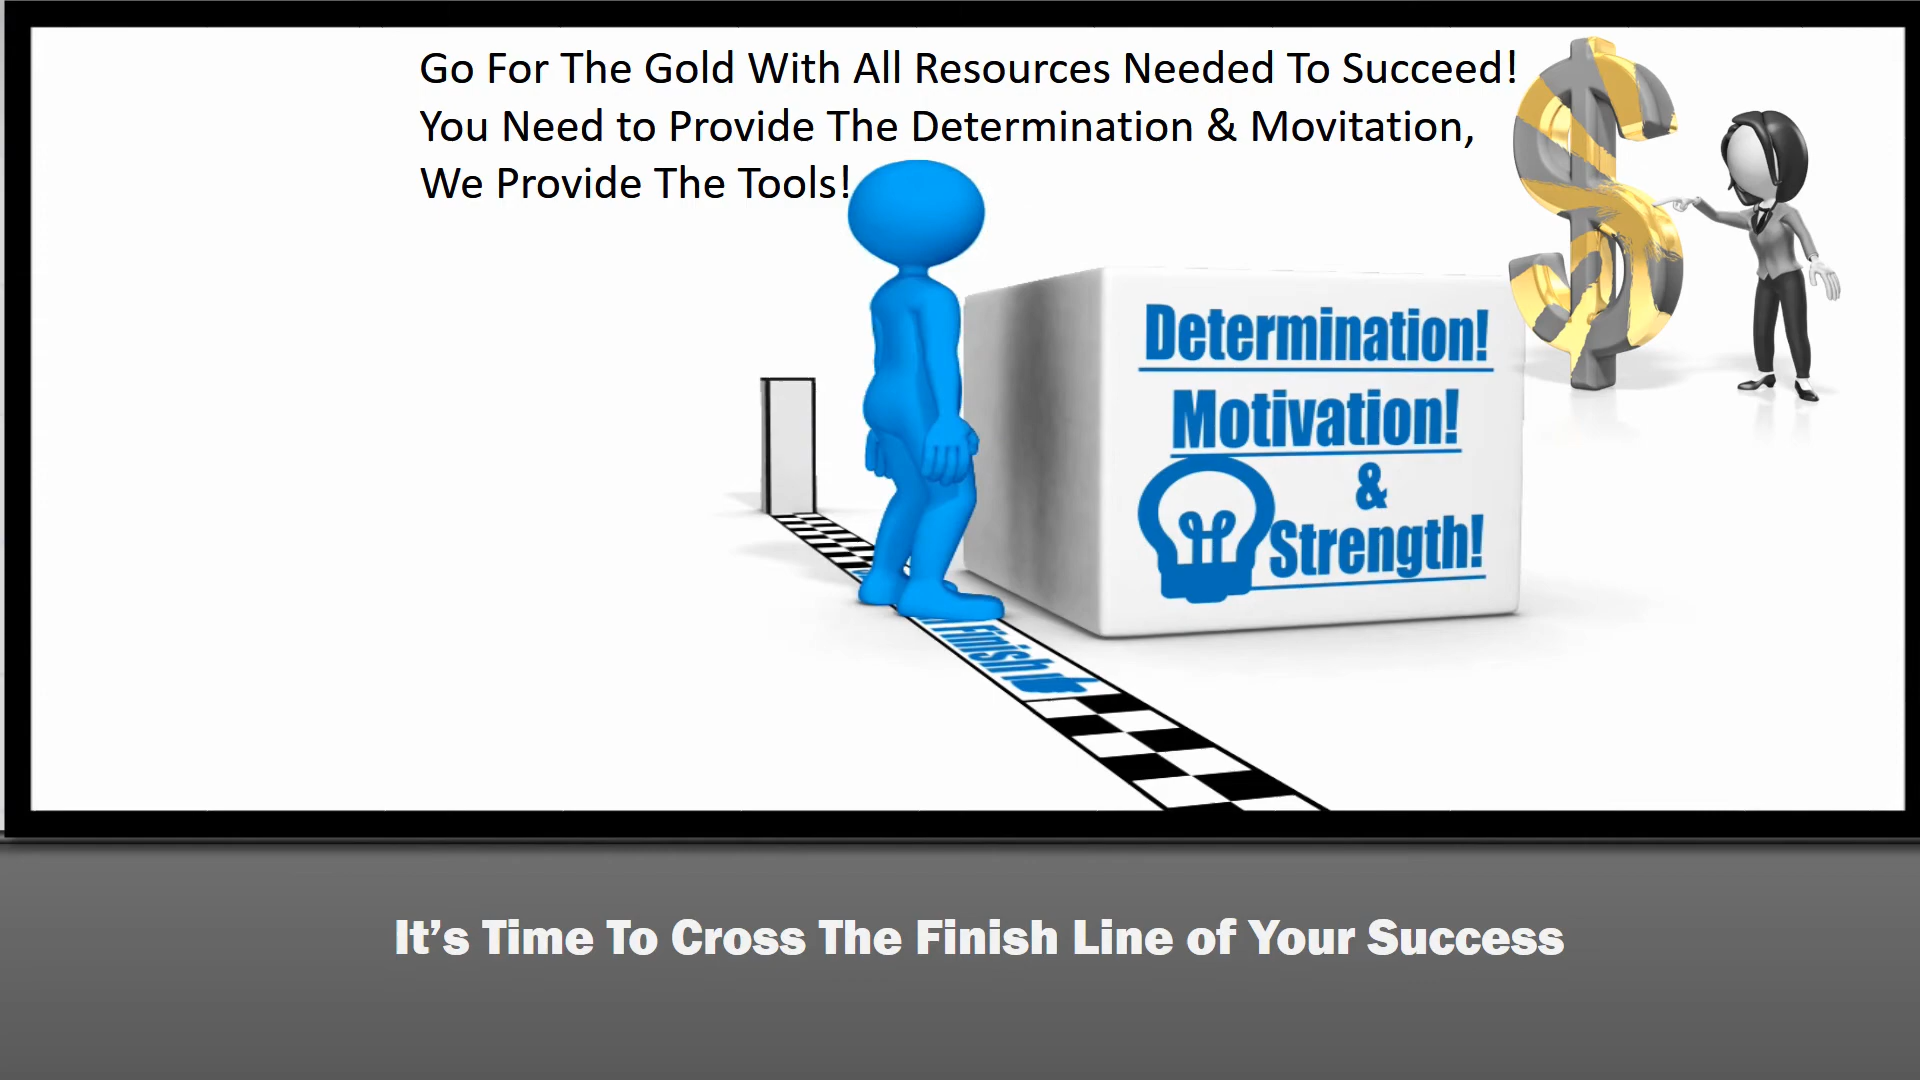 Go For The Gold With All Resources Needed To Succeed!
You Need to Provide The Determination & Movitation,
We Provide The Tools!
Determination!
Motivation!
&
Strength!
Finish
It's Time To Cross The Finish Line of Your Success